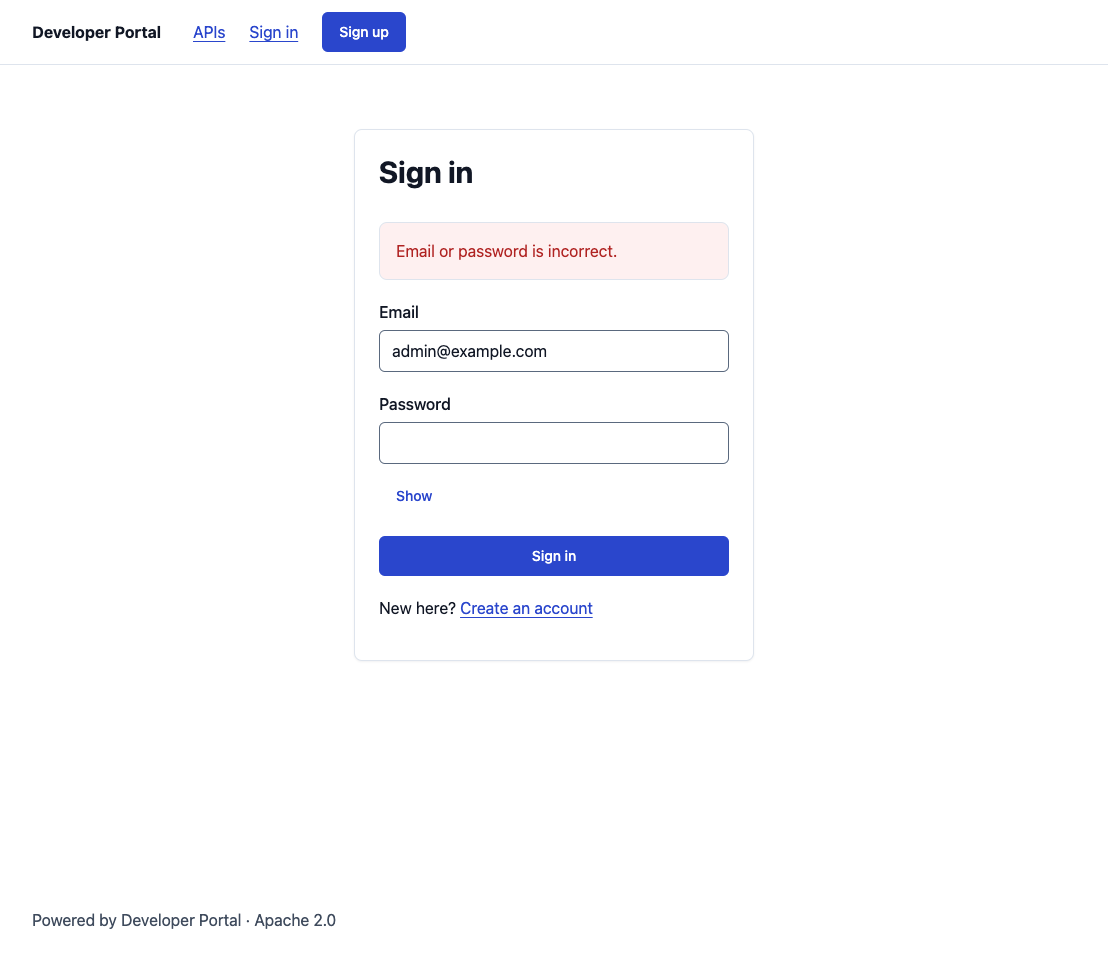 Developer Portal APIs Sign in Sign up
Sign in
Email or password is incorrect.
Email
admin@example.com
Password
Show
Sign in
New here? Create an account
Powered by Developer Portal · Apache 2.0